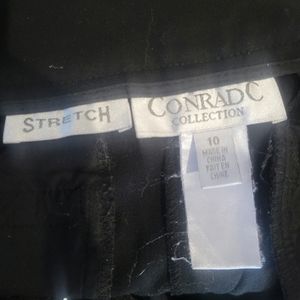 STRETCH
CONRAD C
COLLECTION
10
MADE IN
CHINA
FAIT EN
CHINE